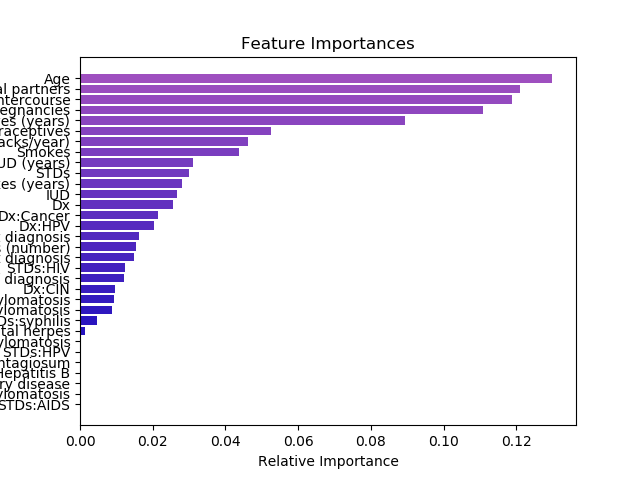 Feature Importances
Age
al partners
ntercourse
egnancies
es (years)
raceptives
acks/year)
Smokes
UD (years)
STDs
kes (years)
IUD
Dx
Dx:Cancer
Dx:HPV
diagnosis
s (number)
t diagnosis
STDs:HIV
diagnosis
Dx:CIN
ylomatosis
ylomatosis
Ds:syphilis
tal herpes
ylomatosis
STDs:HPV
ntagiosum
Hepatitis B
ry disease
ylomatosis
STDs:AIDS
0.00 0.02 0.04 0.06 0.08 0.10 0.12
Relative Importance